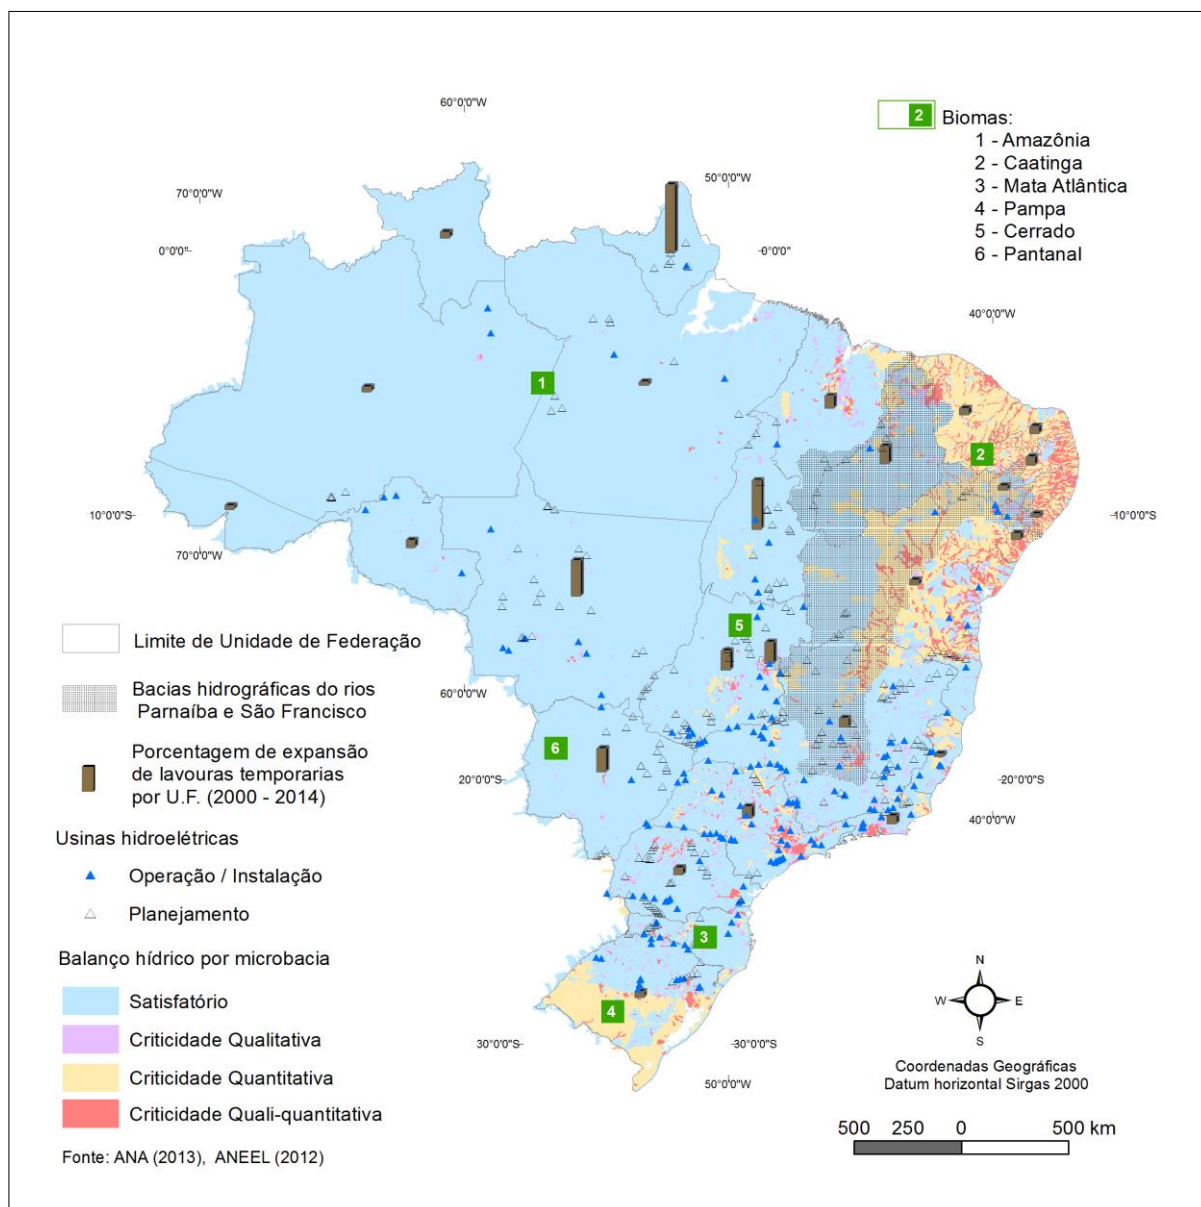 60°0'0"W
50°0'0"W
70°0'0"W
0°0'0"
0°0'0"
2
Biomas:
1 - Amazônia
2 - Caatinga
3 - Mata Atlântica
4 - Pampa
5 - Cerrado
6 - Pantanal
40°0'0"W
1
2
10°0'0"S
-10°0'0"S
70°0'0"W
5
Limite de Unidade de Federação
Bacias hidrográficas do rios
Parnaíba e São Francisco
60°0'0"W
6
Porcentagem de expansão
de lavouras temporarias
por U.F. (2000 - 2014)
20°0'0"S
-20°0'0"S
40°0'0"W
Usinas hidroelétricas
Operação / Instalação
Planejamento
3
Balanço hídrico por microbacia
Satisfatório
Criticidade Qualitativa
Criticidade Quantitativa
Criticidade Quali-quantitativa
4
N
W
E
S
30°0'0"S
-30°0'0"S
50°0'0"W
Coordenadas Geográficas
Datum horizontal Sirgas 2000
500 250 0 500 km
Fonte: ANA (2013), ANEEL (2012)